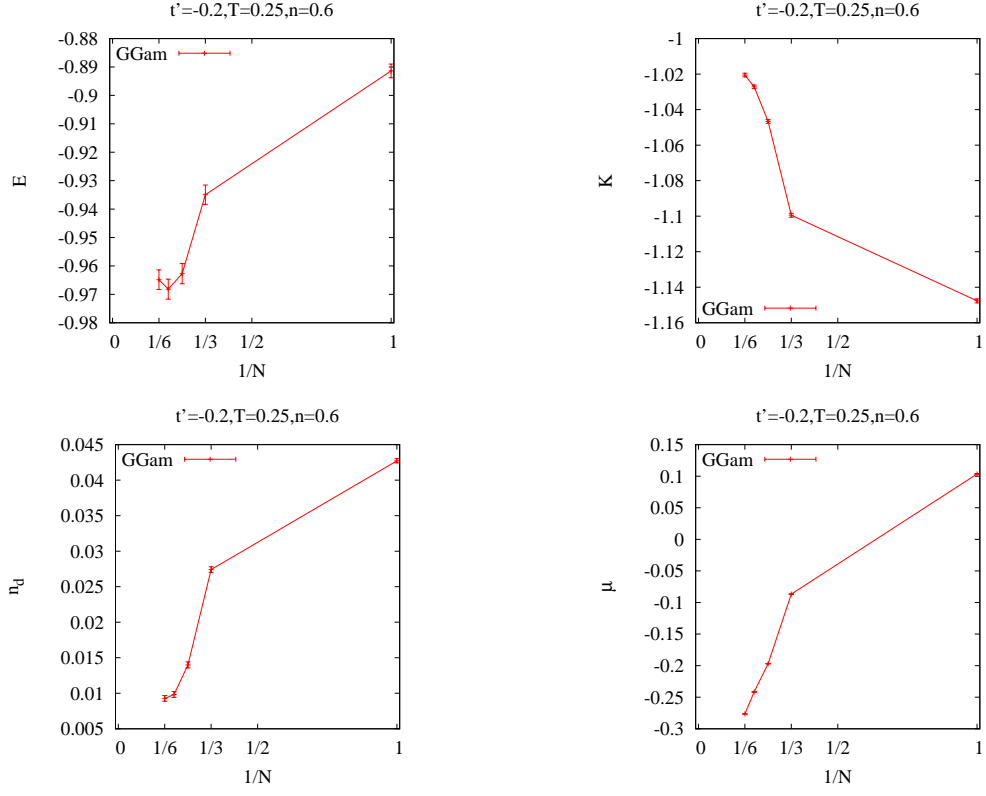 t'=-0.2,T=0.25,n=0.6
GGam
E
-0.88
-0.89
-0.9
-0.91
-0.92
-0.93
-0.94
-0.95
-0.96
-0.97
-0.98
0 1/6 1/3 1/2 1
1/N
t'=-0.2,T=0.25,n=0.6
K
-1
-1.02
-1.04
-1.06
-1.08
-1.1
-1.12
-1.14
-1.16
GGam
0 1/6 1/3 1/2 1
1/N
t'=-0.2,T=0.25,n=0.6
GGam
n_d
0.045
0.04
0.035
0.03
0.025
0.02
0.015
0.01
0.005
0 1/6 1/3 1/2 1
1/N
t'=-0.2,T=0.25,n=0.6
GGam
μ
0.15
0.1
0.05
0
-0.05
-0.1
-0.15
-0.2
-0.25
-0.3
0 1/6 1/3 1/2 1
1/N